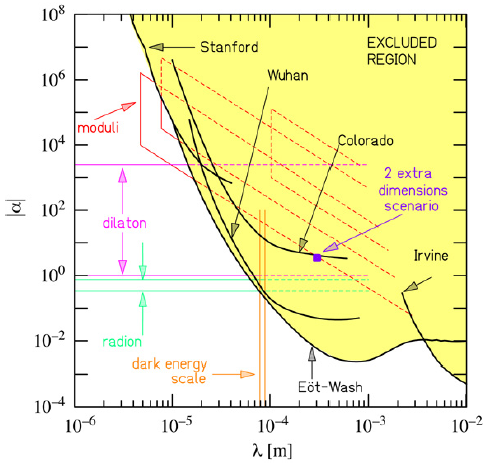 10^8
10^6
10^4
10^2
10^0
10^−2
10^−4
|α|
Stanford
EXCLUDED
REGION
Wuhan
moduli
Colorado
2 extra
dimensions
scenario
dilaton
Irvine
radion
dark energy
scale
Eöt-Wash
10^−6
10^−5
10^−4
10^−3
10^−2
λ [m]